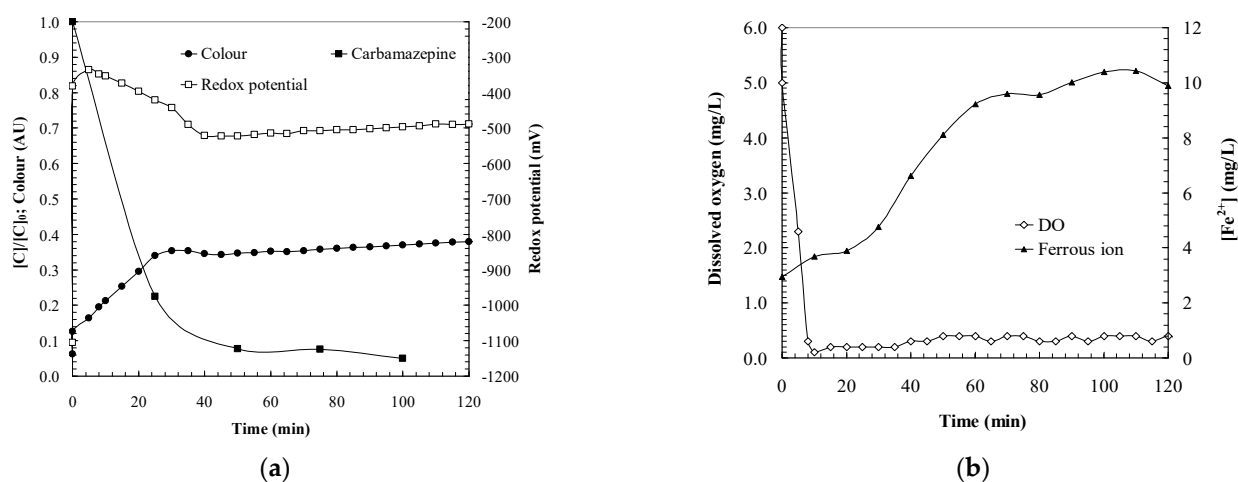 1.0
0.9
0.8
0.7
0.6
0.5
0.4
0.3
0.2
0.1
0.0
[C]/[C]₀; Colour (AU)
Colour
Carbamazepine
Redox potential
-200
-300
-400
-500
-600
-700
-800
-900
-1000
-1100
-1200
Redox potential (mV)
0 20 40 60 80 100 120
Time (min)
(a)
6.0
5.0
4.0
3.0
2.0
1.0
0.0
Dissolved oxygen (mg/L)
DO
Ferrous ion
12
10
8
6
4
2
0
[Fe²⁺] (mg/L)
0 20 40 60 80 100 120
Time (min)
(b)